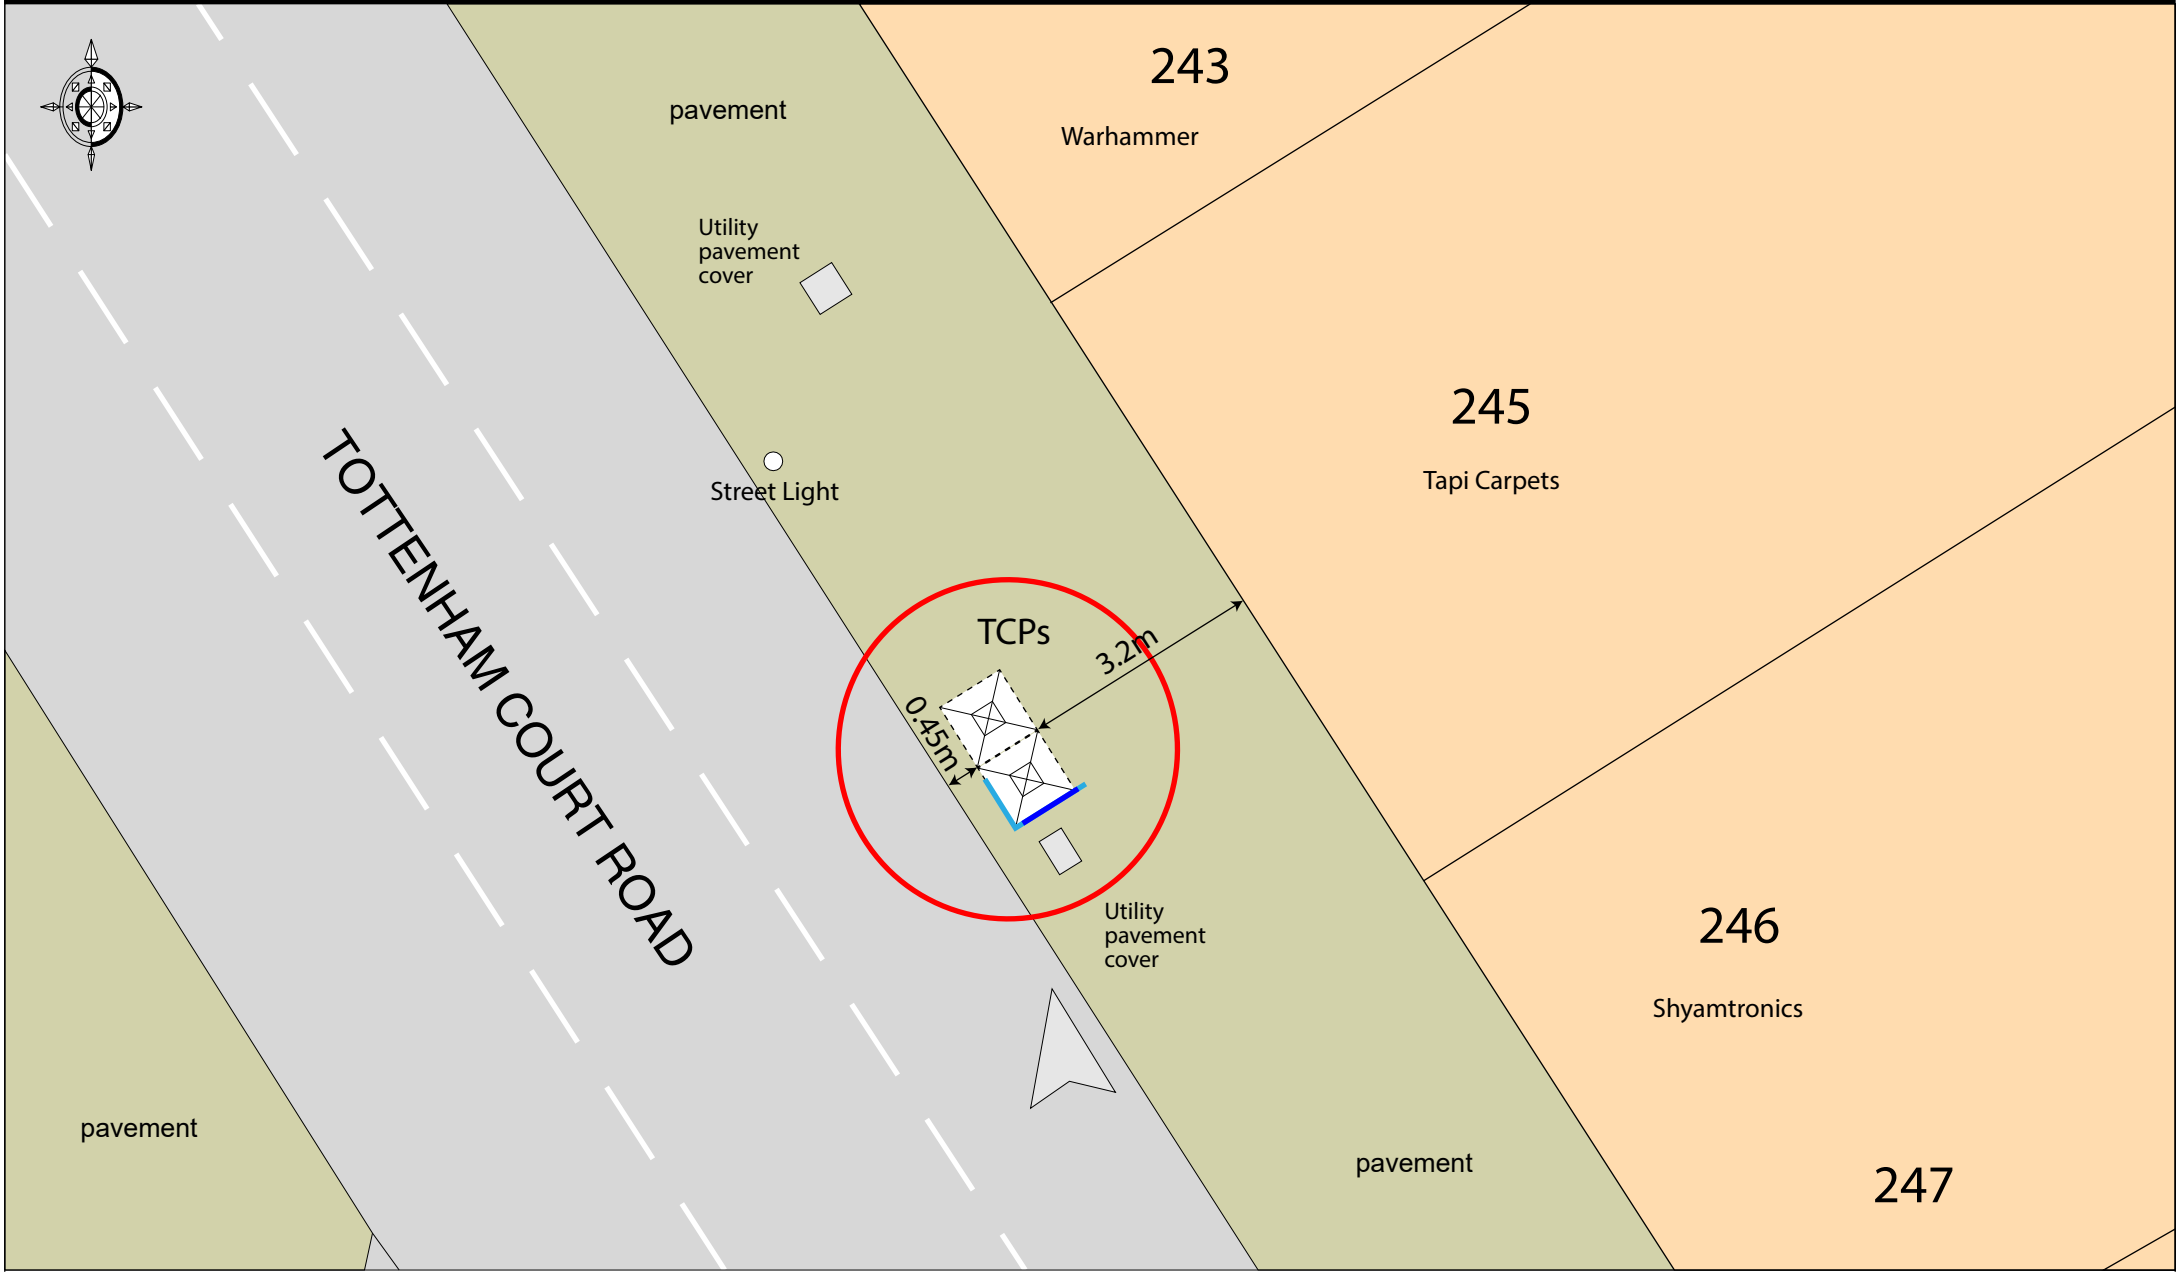 243
Warhammer
pavement
Utility
pavement
cover
245
Tapi Carpets
Street Light
TOTTENHAM COURT ROAD
TCPs
3.2m
0.45m
Utility
pavement
cover
246
Shyamtronics
pavement
pavement
247